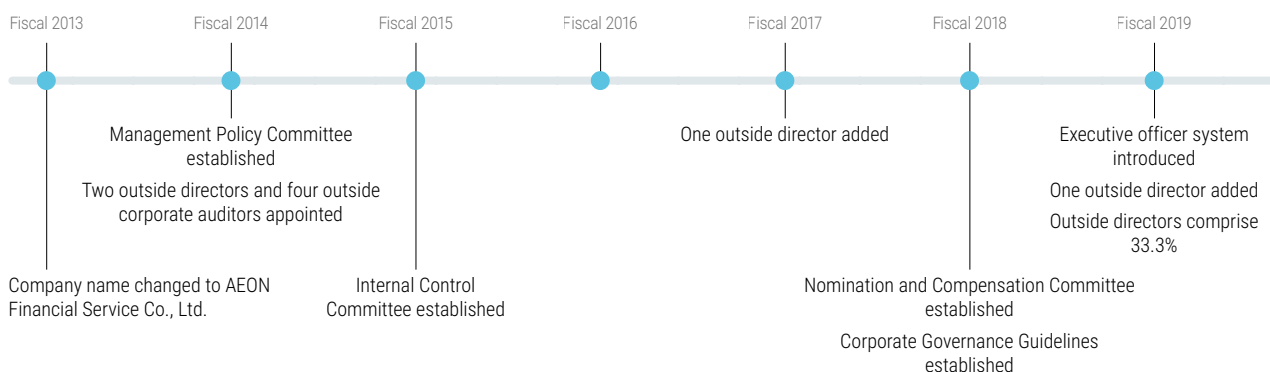 Fiscal 2013
Fiscal 2014
Fiscal 2015
Fiscal 2016
Fiscal 2017
Fiscal 2018
Fiscal 2019
Management Policy Committee
established
Two outside directors and four outside
corporate auditors appointed
One outside director added
Executive officer system
introduced
One outside director added
Outside directors comprise
33.3%
Company name changed to AEON
Financial Service Co., Ltd.
Internal Control
Committee established
Nomination and Compensation Committee
established
Corporate Governance Guidelines
established